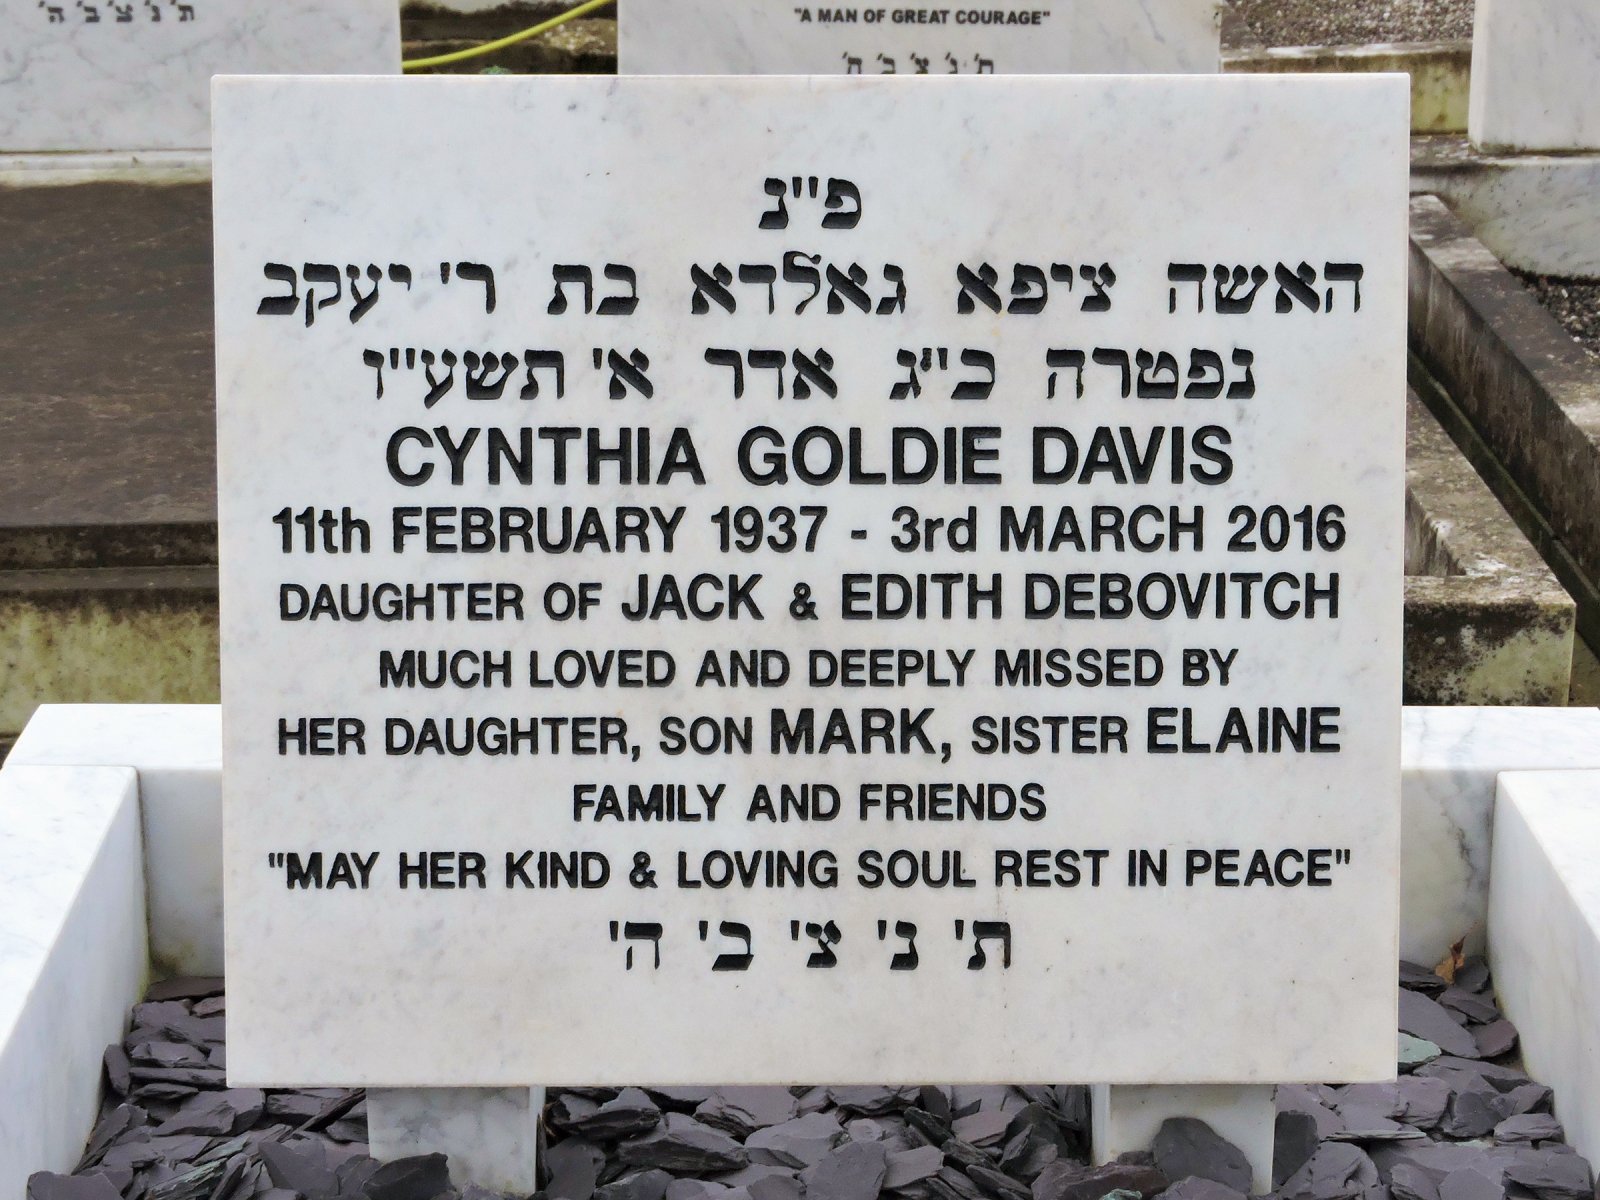 ת' נ' צ' ב' ה'
"A MAN OF GREAT COURAGE"
ת' נ' צ' ב' ה'
פ"נ
האשה ציפא גאלדא בת ר' יעקב
נפטרה כ"ג אדר א' תשע"ו
CYNTHIA GOLDIE DAVIS
11th FEBRUARY 1937 - 3rd MARCH 2016
DAUGHTER OF JACK & EDITH DEBOVITCH
MUCH LOVED AND DEEPLY MISSED BY
HER DAUGHTER, SON MARK, SISTER ELAINE
FAMILY AND FRIENDS
"MAY HER KIND & LOVING SOUL REST IN PEACE"
ת' נ' צ' ב' ה'